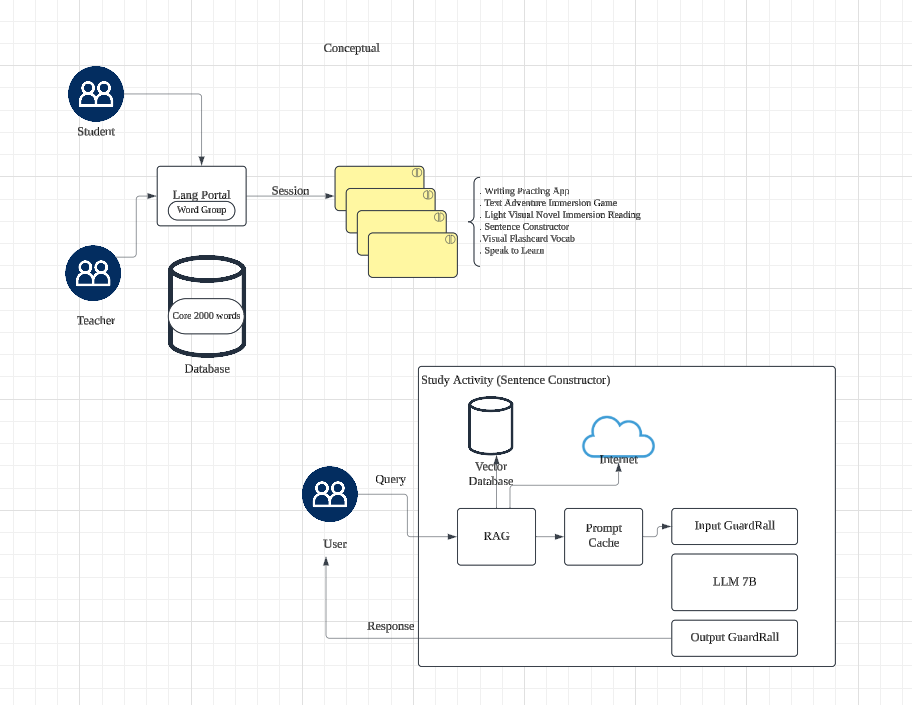 Conceptual
Student
Lang Portal
Word Group
Session
. Writing Practing App
. Text Adventure Immersion Game
. Light Visual Novel Immersion Reading
. Sentence Constructor
.Visual Flashcard Vocab
. Speak to Learn
Teacher
Core 2000 words
Database
Study Activity (Sentence Constructor)
Vector
Database
Internet
Query
User
RAG
Prompt
Cache
Input GuardRall
LLM 7B
Response
Output GuardRall